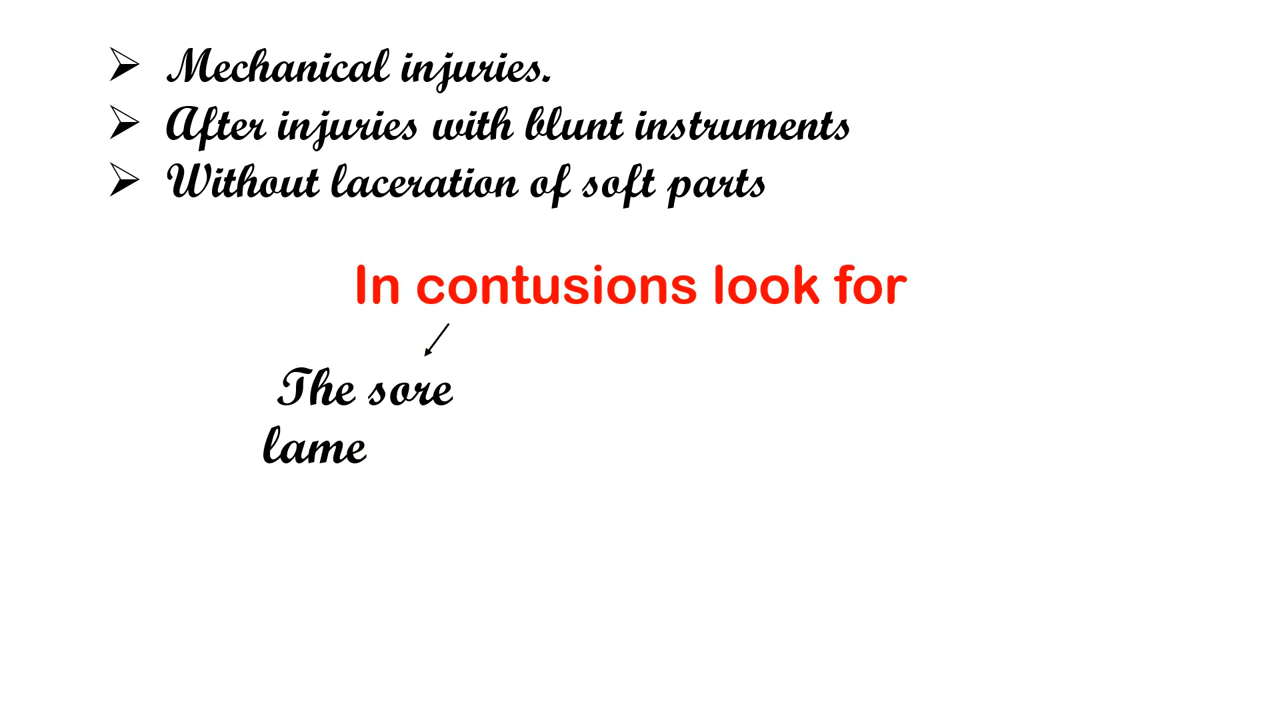 Mechanical injuries.
After injuries with blunt instruments
Without laceration of soft parts
In contusions look for
The sore
lame